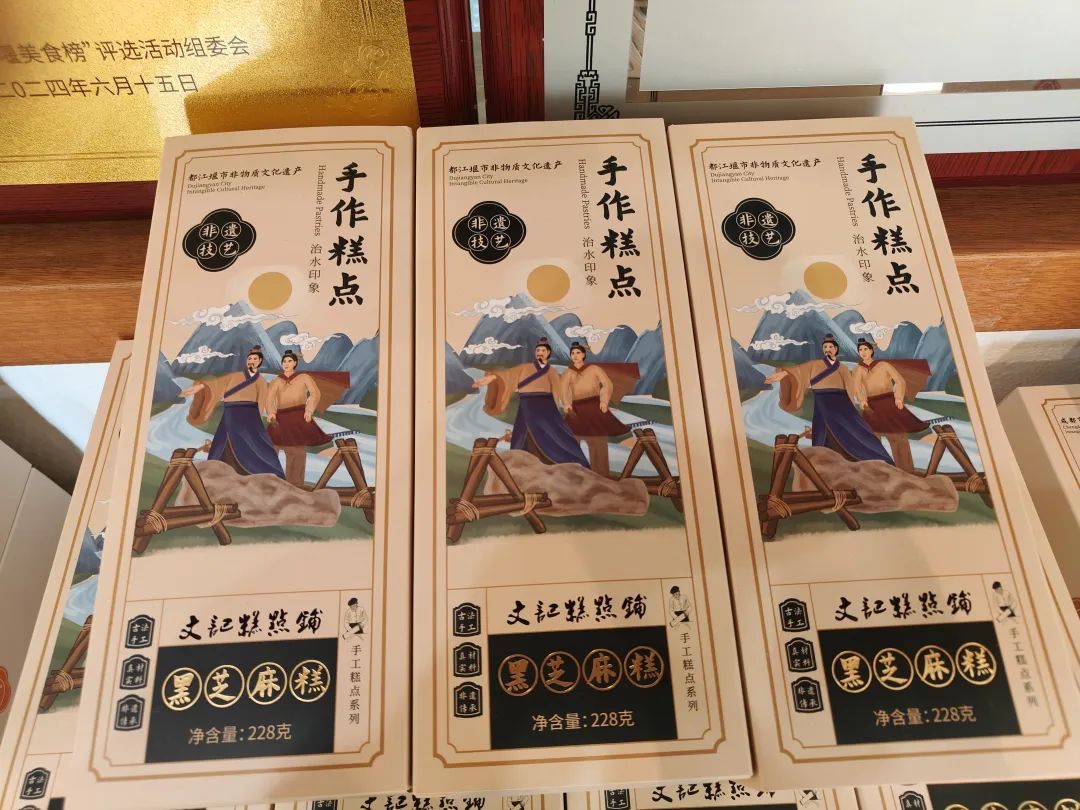 美食榜”评选活动组委会
二〇二四年六月十五日
都江堰市非物质文化遗产
Dujiangyan City
Intangible Cultural Heritage
非遗
技艺
手作糕点
Handmade Pastries
治水印象
丈記糕點鋪
古法
手工
真材
实料
非遗
传承
黑芝麻糕
净含量：228克
手工糕点系列
都江堰市非物质文化遗产
Dujiangyan City
Intangible Cultural Heritage
非遗
技艺
手作糕点
Handmade Pastries
治水印象
丈記糕點鋪
古法
手工
真材
实料
非遗
传承
黑芝麻糕
净含量：228克
手工糕点系列
都江堰市非物质文化遗产
Dujiangyan City
Intangible Cultural Heritage
非遗
技艺
手作糕点
Handmade Pastries
治水印象
丈記糕點鋪
古法
手工
真材
实料
非遗
传承
黑芝麻糕
净含量：228克
手工糕点系列
古法
手工